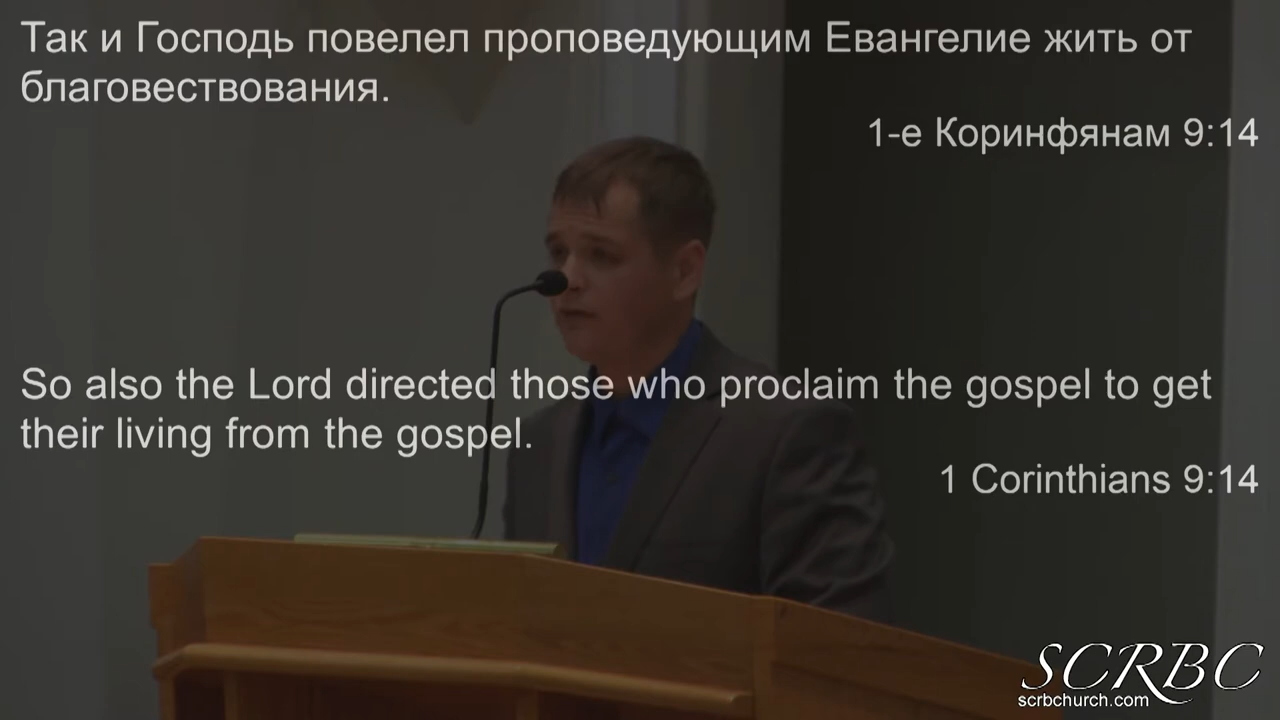 Так и Господь повелел проповедующим Евангелие жить от
благовествования.
1-е Коринфянам 9:14
So also the Lord directed those who proclaim the gospel to get
their living from the gospel.
1 Corinthians 9:14
SCRBC
scrbchurch.com